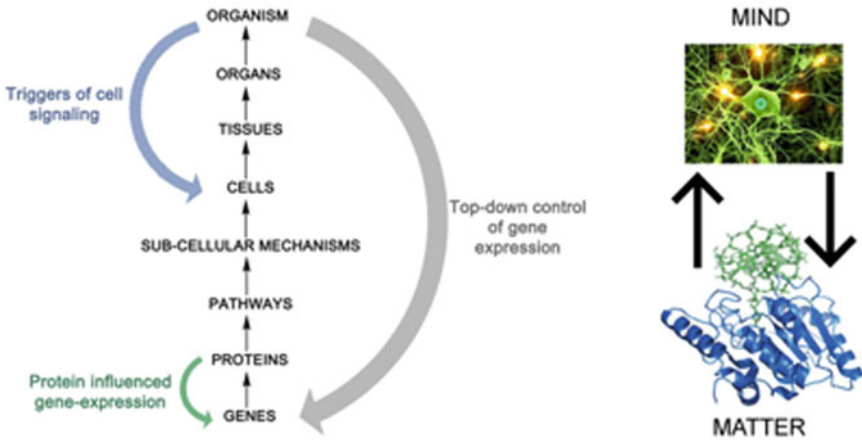 ORGANISM
ORGANS
TISSUES
CELLS
SUB-CELLULAR MECHANISMS
PATHWAYS
PROTEINS
GENES
Triggers of cell
signaling
Protein influenced
gene-expression
Top-down control
of gene
expression
MIND
MATTER